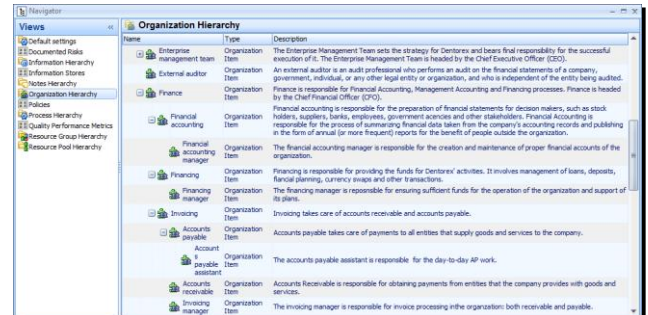 Navigator
Views «
Organization Hierarchy
Default settings
Documented Risks
Information Hierarchy
Information Stores
Notes Hierarchy
Organization Hierarchy
Policies
Process Hierarchy
Quality Performance Metrics
Resource Group Hierarchy
Resource Pool Hierarchy
Name Type Description
Enterprise Organization The Enterprise Management Team sets the strategy for Dentorex and bears final responsibility for the successful
management team Item execution of it. The Enterprise Management Team is headed by the Chief Executive Officer (CEO).
External auditor Organization An external auditor is an audit professional who performs an audit on the financial statements of a company,
Item government, individual, or any other legal entity or organization, and who is independent of the entity being audited.
Finance Organization Finance is responsible for Financial Accounting, Management Accounting and Financing processes. Finance is headed
Item by the Chief Financial Officer (CFO).
Financial accounting is responsible for the preparation of financial statements for decision makers, such as stock
Financial Organization holders, suppliers, banks, employees, government agencies and other stakeholders. Financial Accounting is
accounting Item responsible for the process of summarizing financial data taken from the company's accounting records and publishing
in the form of annual (or more frequent) reports for the benefit of people outside the organization.
Financial
accounting Organization The financial accounting manager is responsible for the creation and maintenance of proper financial accounts of the
manager Item organization.
Financing Organization Financing is responsible for providing the funds for Dentorex' activities. It involves management of loans, deposits,
Item flancial planning, currency swaps and other transactions.
Financing Organization The financing manager is reponsible for ensuring sufficient funds for the operation of the organization and support of
manager Item its plans.
Invoicing Organization Invoicing takes care of accounts receivable and accounts payable.
Item
Accounts Organization Accounts payable takes care of payments to all entities that supply goods and services to the company.
payable Item
Account
s Organization The accounts payable assistant is responsible for the day-to-day AP work.
payable Item
assistant
Accounts Organization Accounts Receivable is responsible for obtaining payments from entities that the company provides with goods and
receivable Item services.
Invoicing Organization The invoicing manager is responsible for invoice processing inthe organization: both receivable and payable.
manager Item